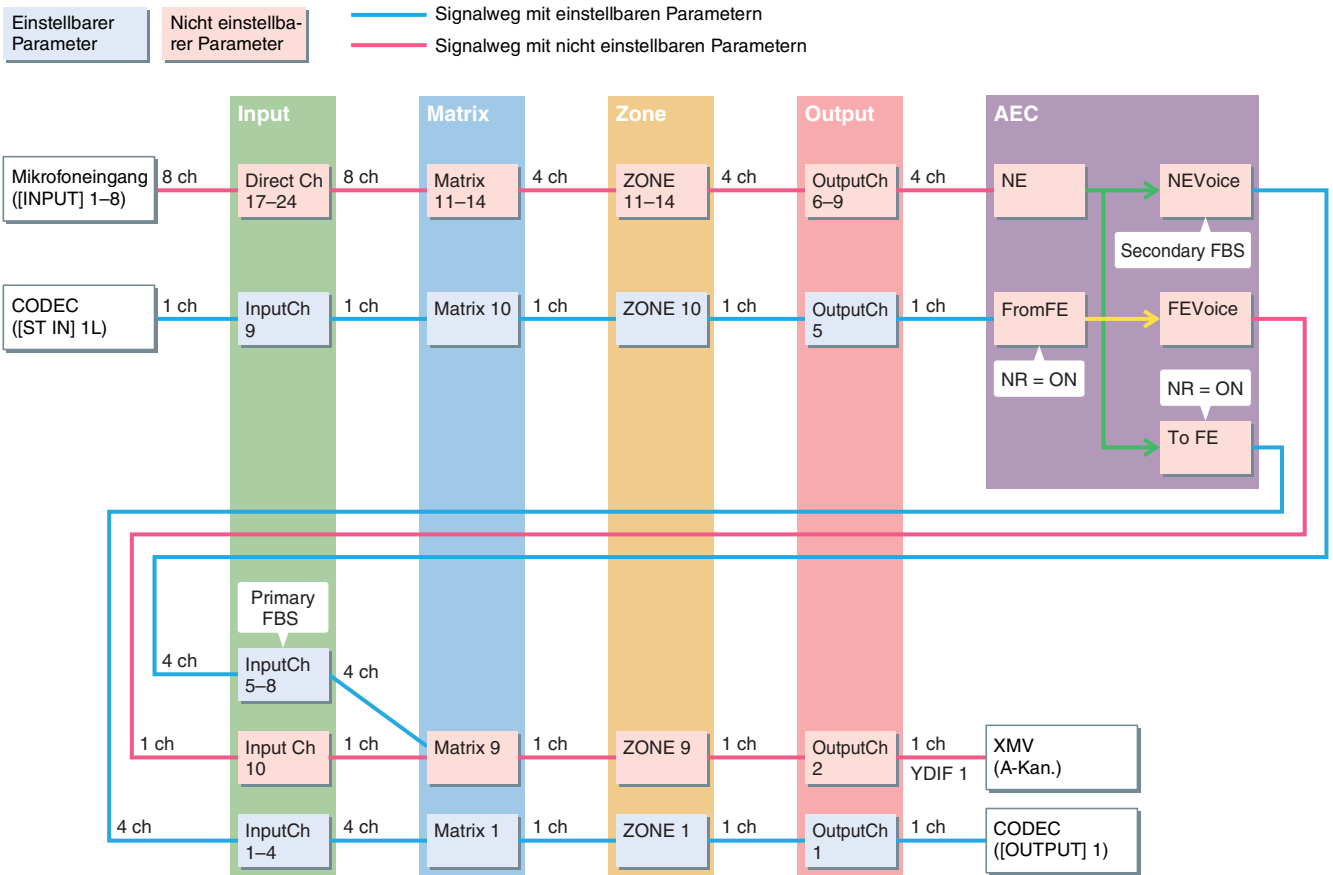 Einstellbarer
Parameter
Nicht einstellba-
rer Parameter
Signalweg mit einstellbaren Parametern
Signalweg mit nicht einstellbaren Parametern
Input
Matrix
Zone
Output
AEC
Mikrofoneingang
([INPUT] 1–8)
8 ch
Direct Ch
17–24
8 ch
Matrix
11–14
4 ch
ZONE
11–14
4 ch
OutputCh
6–9
4 ch
NE
NEVoice
Secondary FBS
CODEC
([ST IN] 1L)
1 ch
InputCh
9
1 ch
Matrix 10
1 ch
ZONE 10
1 ch
OutputCh
5
1 ch
FromFE
FEVoice
NR = ON
NR = ON
To FE
Primary
FBS
4 ch
InputCh
5–8
4 ch
1 ch
Input Ch
10
1 ch
Matrix 9
1 ch
ZONE 9
1 ch
OutputCh
2
1 ch
YDIF 1
XMV
(A-Kan.)
4 ch
InputCh
1–4
4 ch
Matrix 1
1 ch
ZONE 1
1 ch
OutputCh
1
1 ch
CODEC
([OUTPUT] 1)